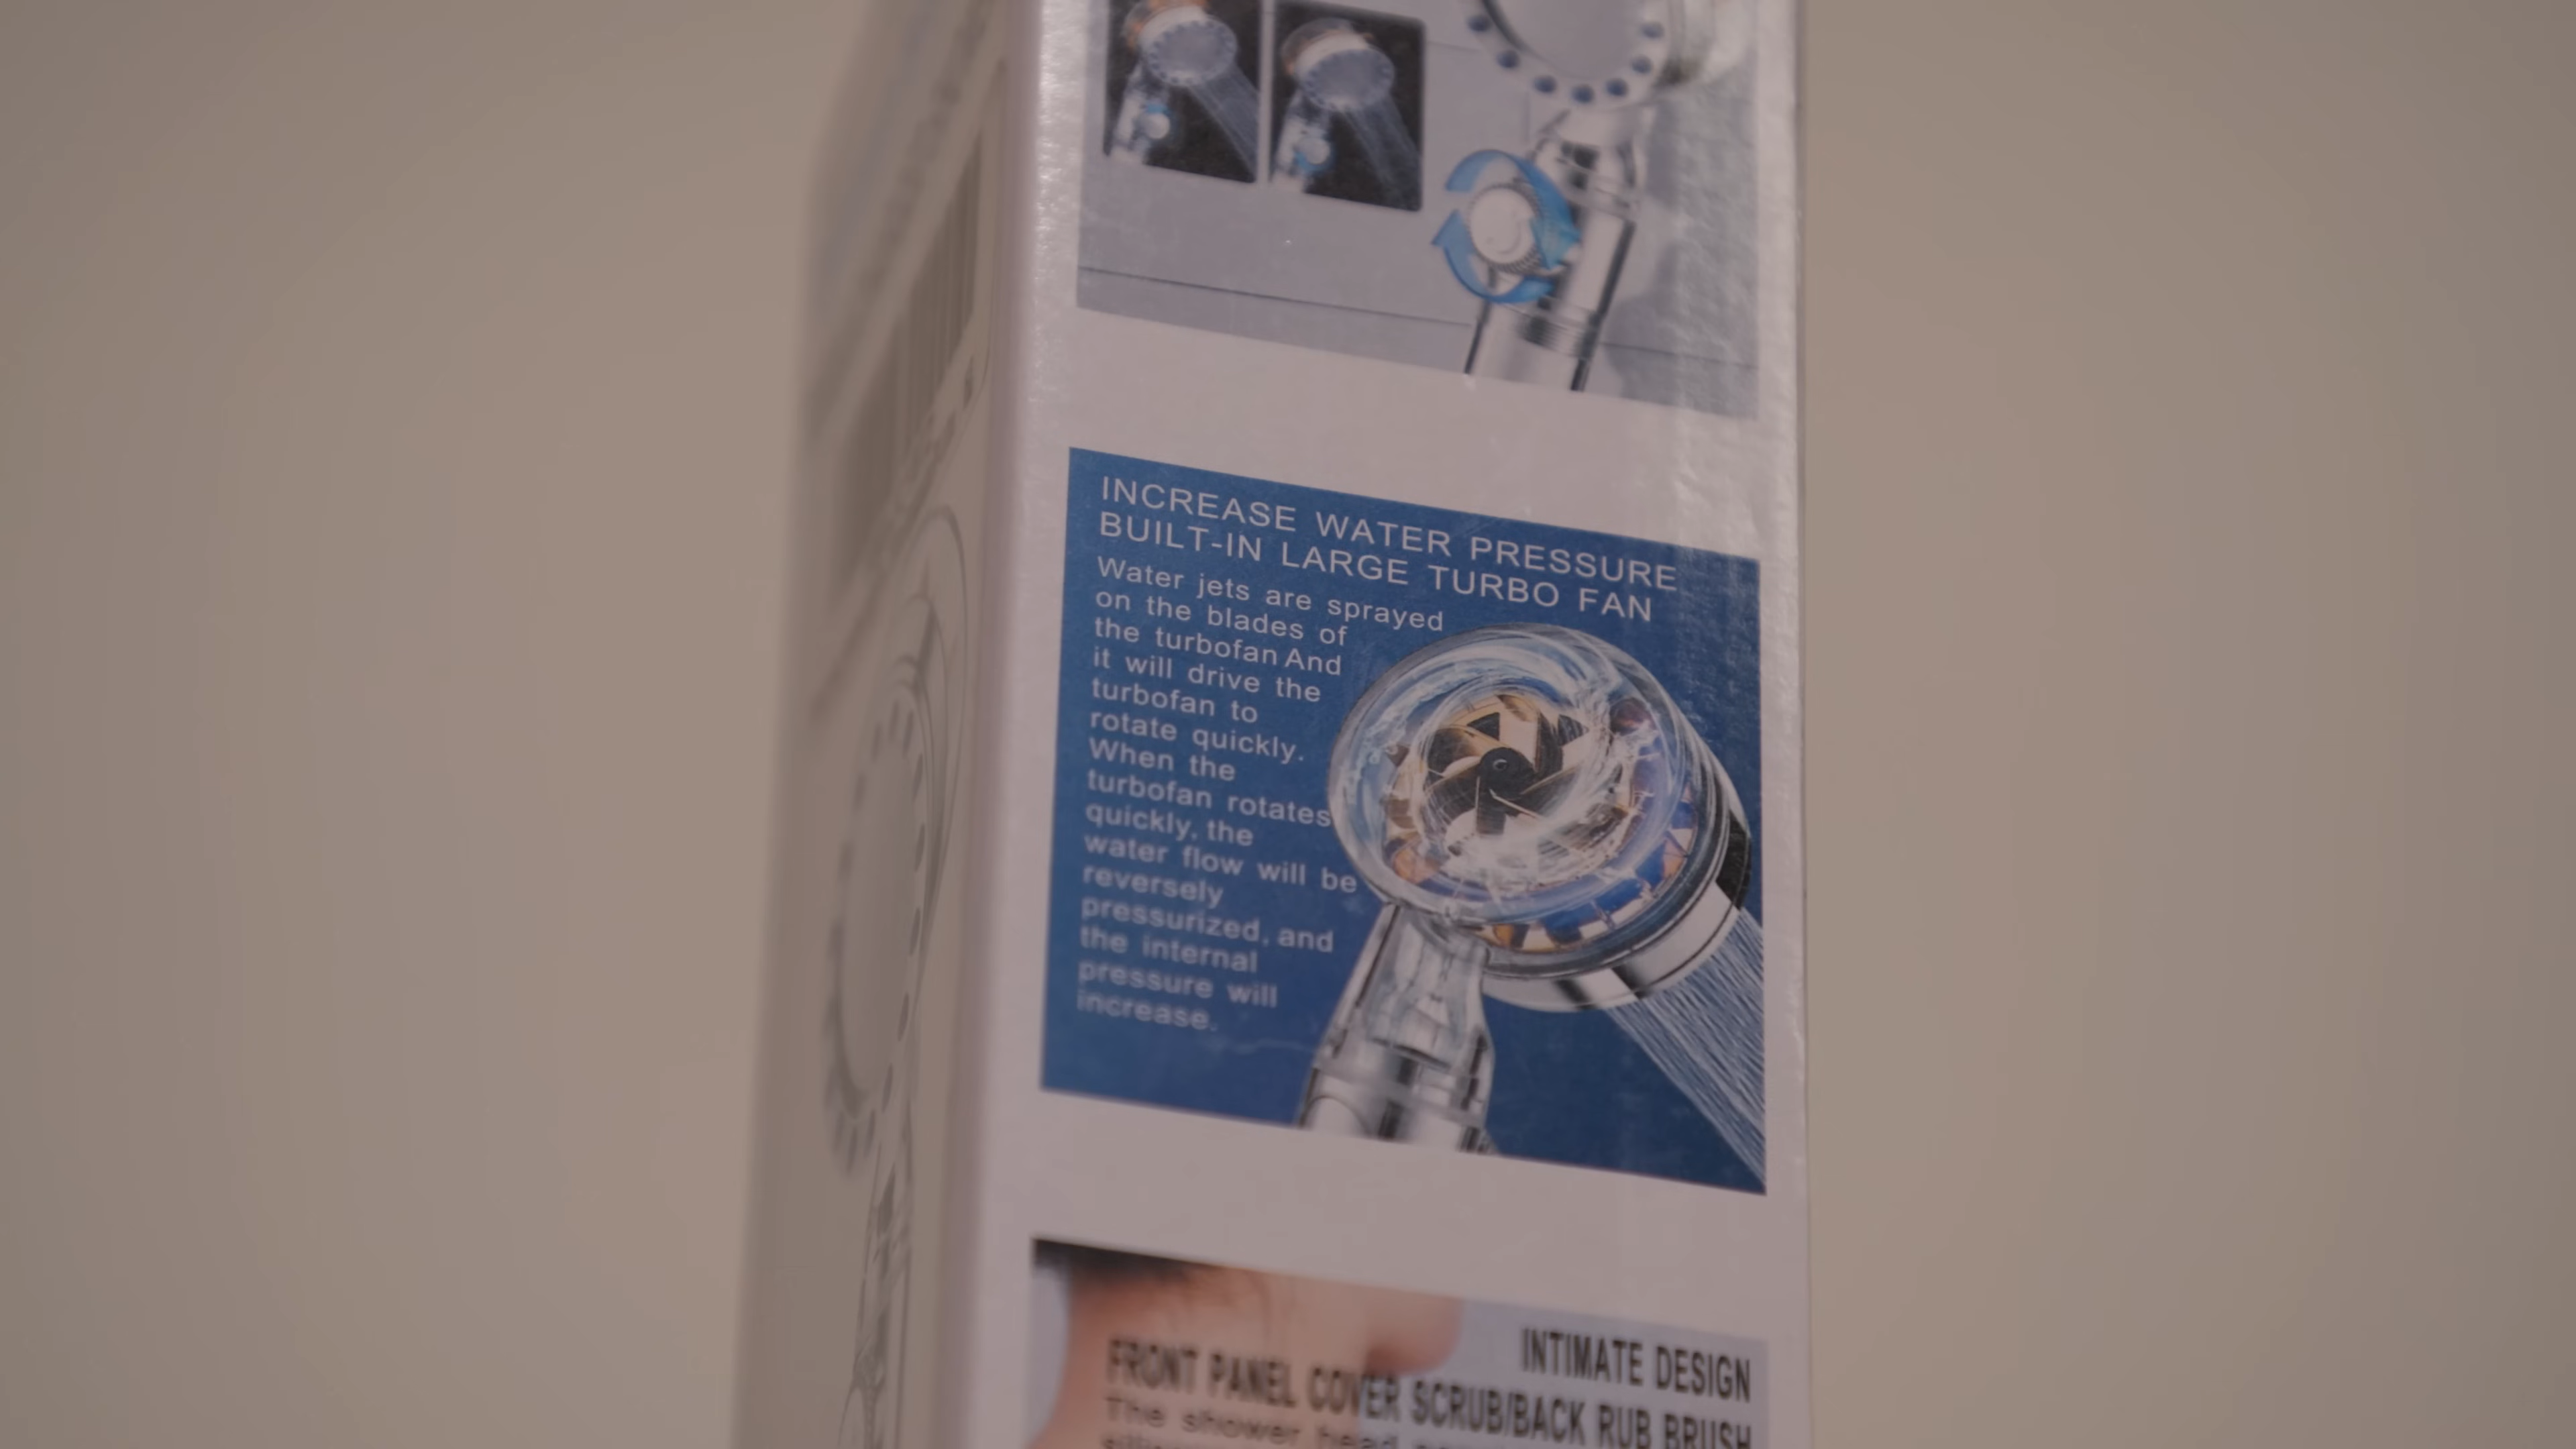 INCREASE WATER PRESSURE
BUILT-IN LARGE TURBO FAN
Water jets are sprayed
on the blades of
the turbofan And
it will drive the
turbofan to
rotate quickly.
When the
turbofan rotates
quickly, the
water flow will be
reversely
pressurized, and
the internal
pressure will
increase.
INTIMATE DESIGN
FRONT PANEL COVER SCRUB/BACK RUB BRUSH
The shower head